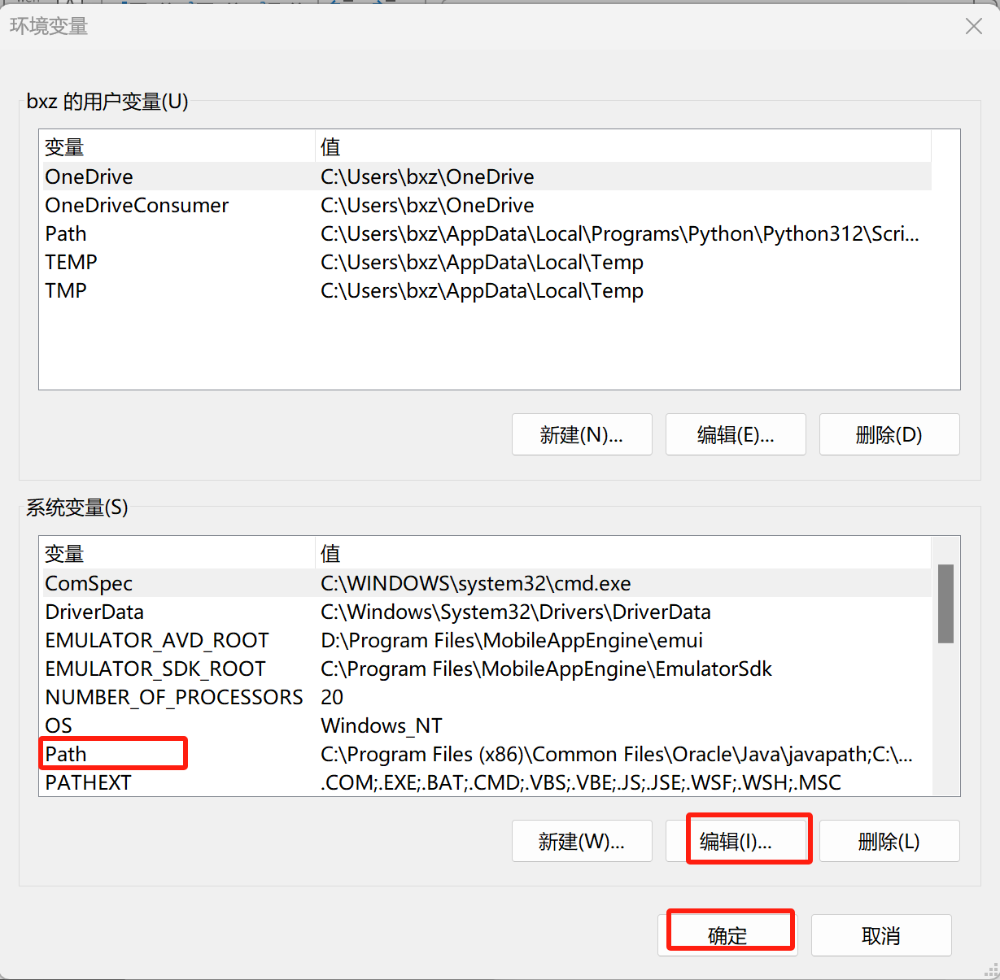 环境变量
bxz 的用户变量(U)
变量 值
OneDrive C:\Users\bxz\OneDrive
OneDriveConsumer C:\Users\bxz\OneDrive
Path C:\Users\bxz\AppData\Local\Programs\Python\Python312\Scri...
TEMP C:\Users\bxz\AppData\Local\Temp
TMP C:\Users\bxz\AppData\Local\Temp
新建(N)... 编辑(E)... 删除(D)
系统变量(S)
变量 值
ComSpec C:\WINDOWS\system32\cmd.exe
DriverData C:\Windows\System32\Drivers\DriverData
EMULATOR_AVD_ROOT D:\Program Files\MobileAppEngine\emui
EMULATOR_SDK_ROOT C:\Program Files\MobileAppEngine\EmulatorSdk
NUMBER_OF_PROCESSORS 20
OS Windows_NT
Path C:\Program Files (x86)\Common Files\Oracle\Java\javapath;C:\...
PATHEXT .COM;.EXE;.BAT;.CMD;.VBS;.VBE;.JS;.JSE;.WSF;.WSH;.MSC
新建(W)... 编辑(I)... 删除(L)
确定 取消